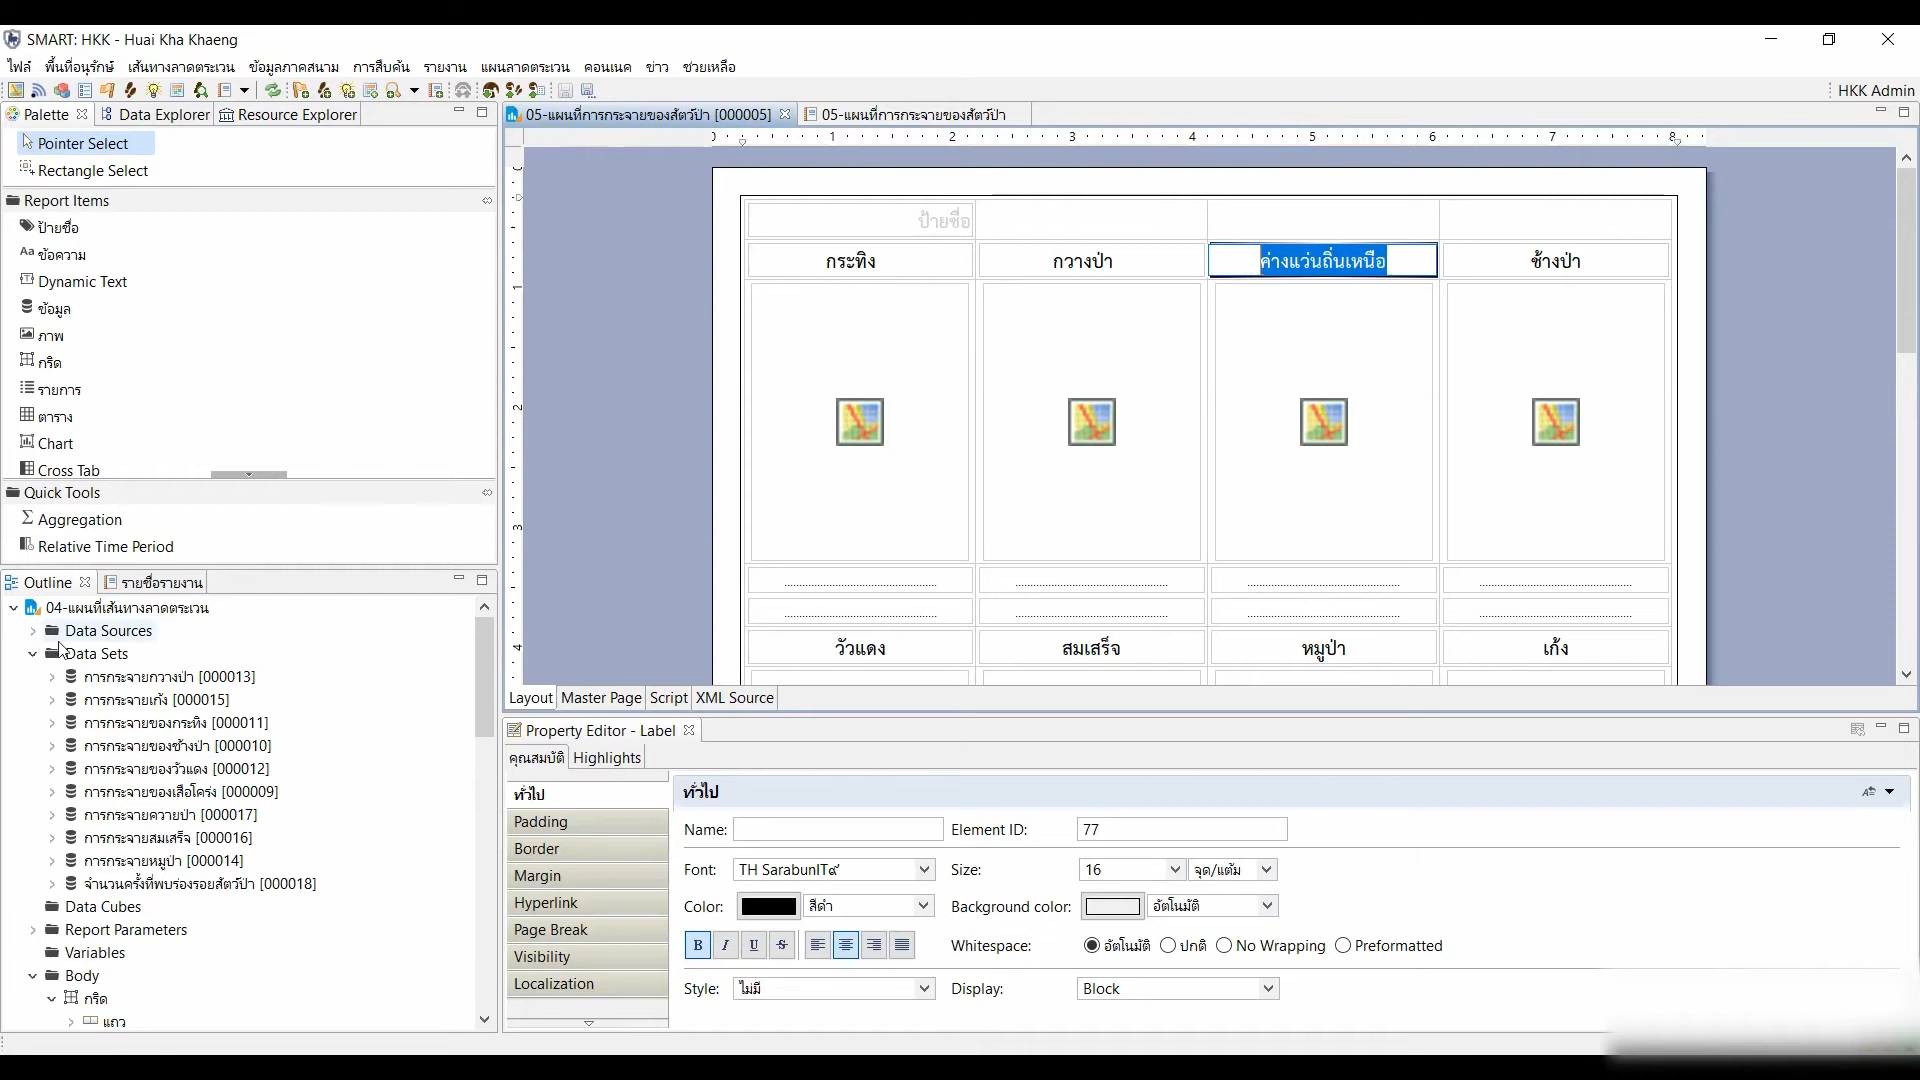 SMART: HKK - Huai Kha Khaeng
ไฟล์ พื้นที่อนุรักษ์ เส้นทางลาดตระเวน ข้อมูลภาคสนาม การสืบค้น รายงาน แผนลาดตระเวน คอนเนค ข่าว ช่วยเหลือ
HKK Admin
Palette Data Explorer Resource Explorer
05-แผนที่การกระจายของสัตว์ป่า [000005] 05-แผนที่การกระจายของสัตว์ป่า
Pointer Select
Rectangle Select
Report Items
ป้ายชื่อ
ข้อความ
Dynamic Text
ข้อมูล
ภาพ
กริด
รายการ
ตาราง
Chart
Cross Tab
Quick Tools
Aggregation
Relative Time Period
0 1 2 3 4 5 6 7 8
1
2
3
4
ป้ายชื่อ
กระทิง กวางป่า ค่างแว่นถิ่นเหนือ ช้างป่า
วัวแดง สมเสร็จ หมูป่า เก้ง
Layout Master Page Script XML Source
Outline รายชื่อรายงาน
04-แผนที่เส้นทางลาดตระเวน
Data Sources
Data Sets
การกระจายกวางป่า [000013]
การกระจายเก้ง [000015]
การกระจายของกระทิง [000011]
การกระจายของช้างป่า [000010]
การกระจายของวัวแดง [000012]
การกระจายของเสือโคร่ง [000009]
การกระจายควายป่า [000017]
การกระจายสมเสร็จ [000016]
การกระจายหมูป่า [000014]
จำนวนครั้งที่พบร่องรอยสัตว์ป่า [000018]
Data Cubes
Report Parameters
Variables
Body
กริด
แถว
Property Editor - Label
คุณสมบัติ Highlights
ทั่วไป
Padding
Border
Margin
Hyperlink
Page Break
Visibility
Localization
ทั่วไป
Name: Element ID: 77
Font: TH SarabunIT๙ Size: 16 จุด/แต้ม
Color: สีดำ Background color: อัตโนมัติ
B I U S Whitespace: อัตโนมัติ ปกติ No Wrapping Preformatted
Style: ไม่มี Display: Block